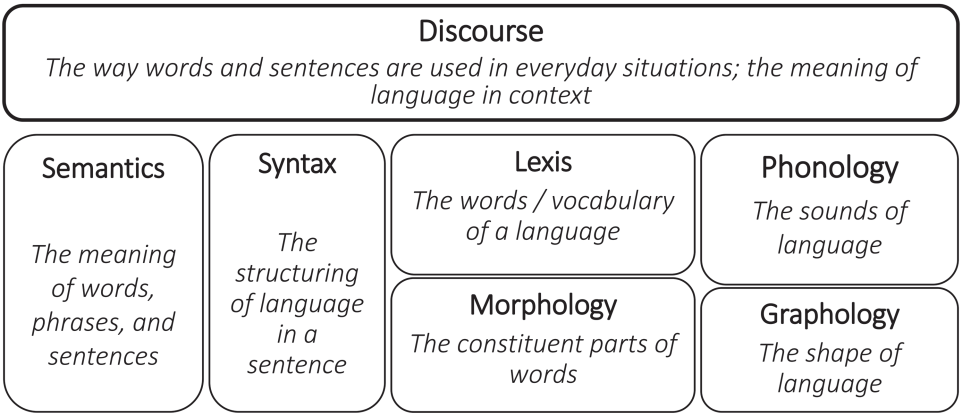 Discourse
The way words and sentences are used in everyday situations; the meaning of
language in context
Semantics
The meaning
of words,
phrases, and
sentences
Syntax
The
structuring
of language
in a
sentence
Lexis
The words / vocabulary
of a language
Morphology
The constituent parts of
words
Phonology
The sounds of
language
Graphology
The shape of
language